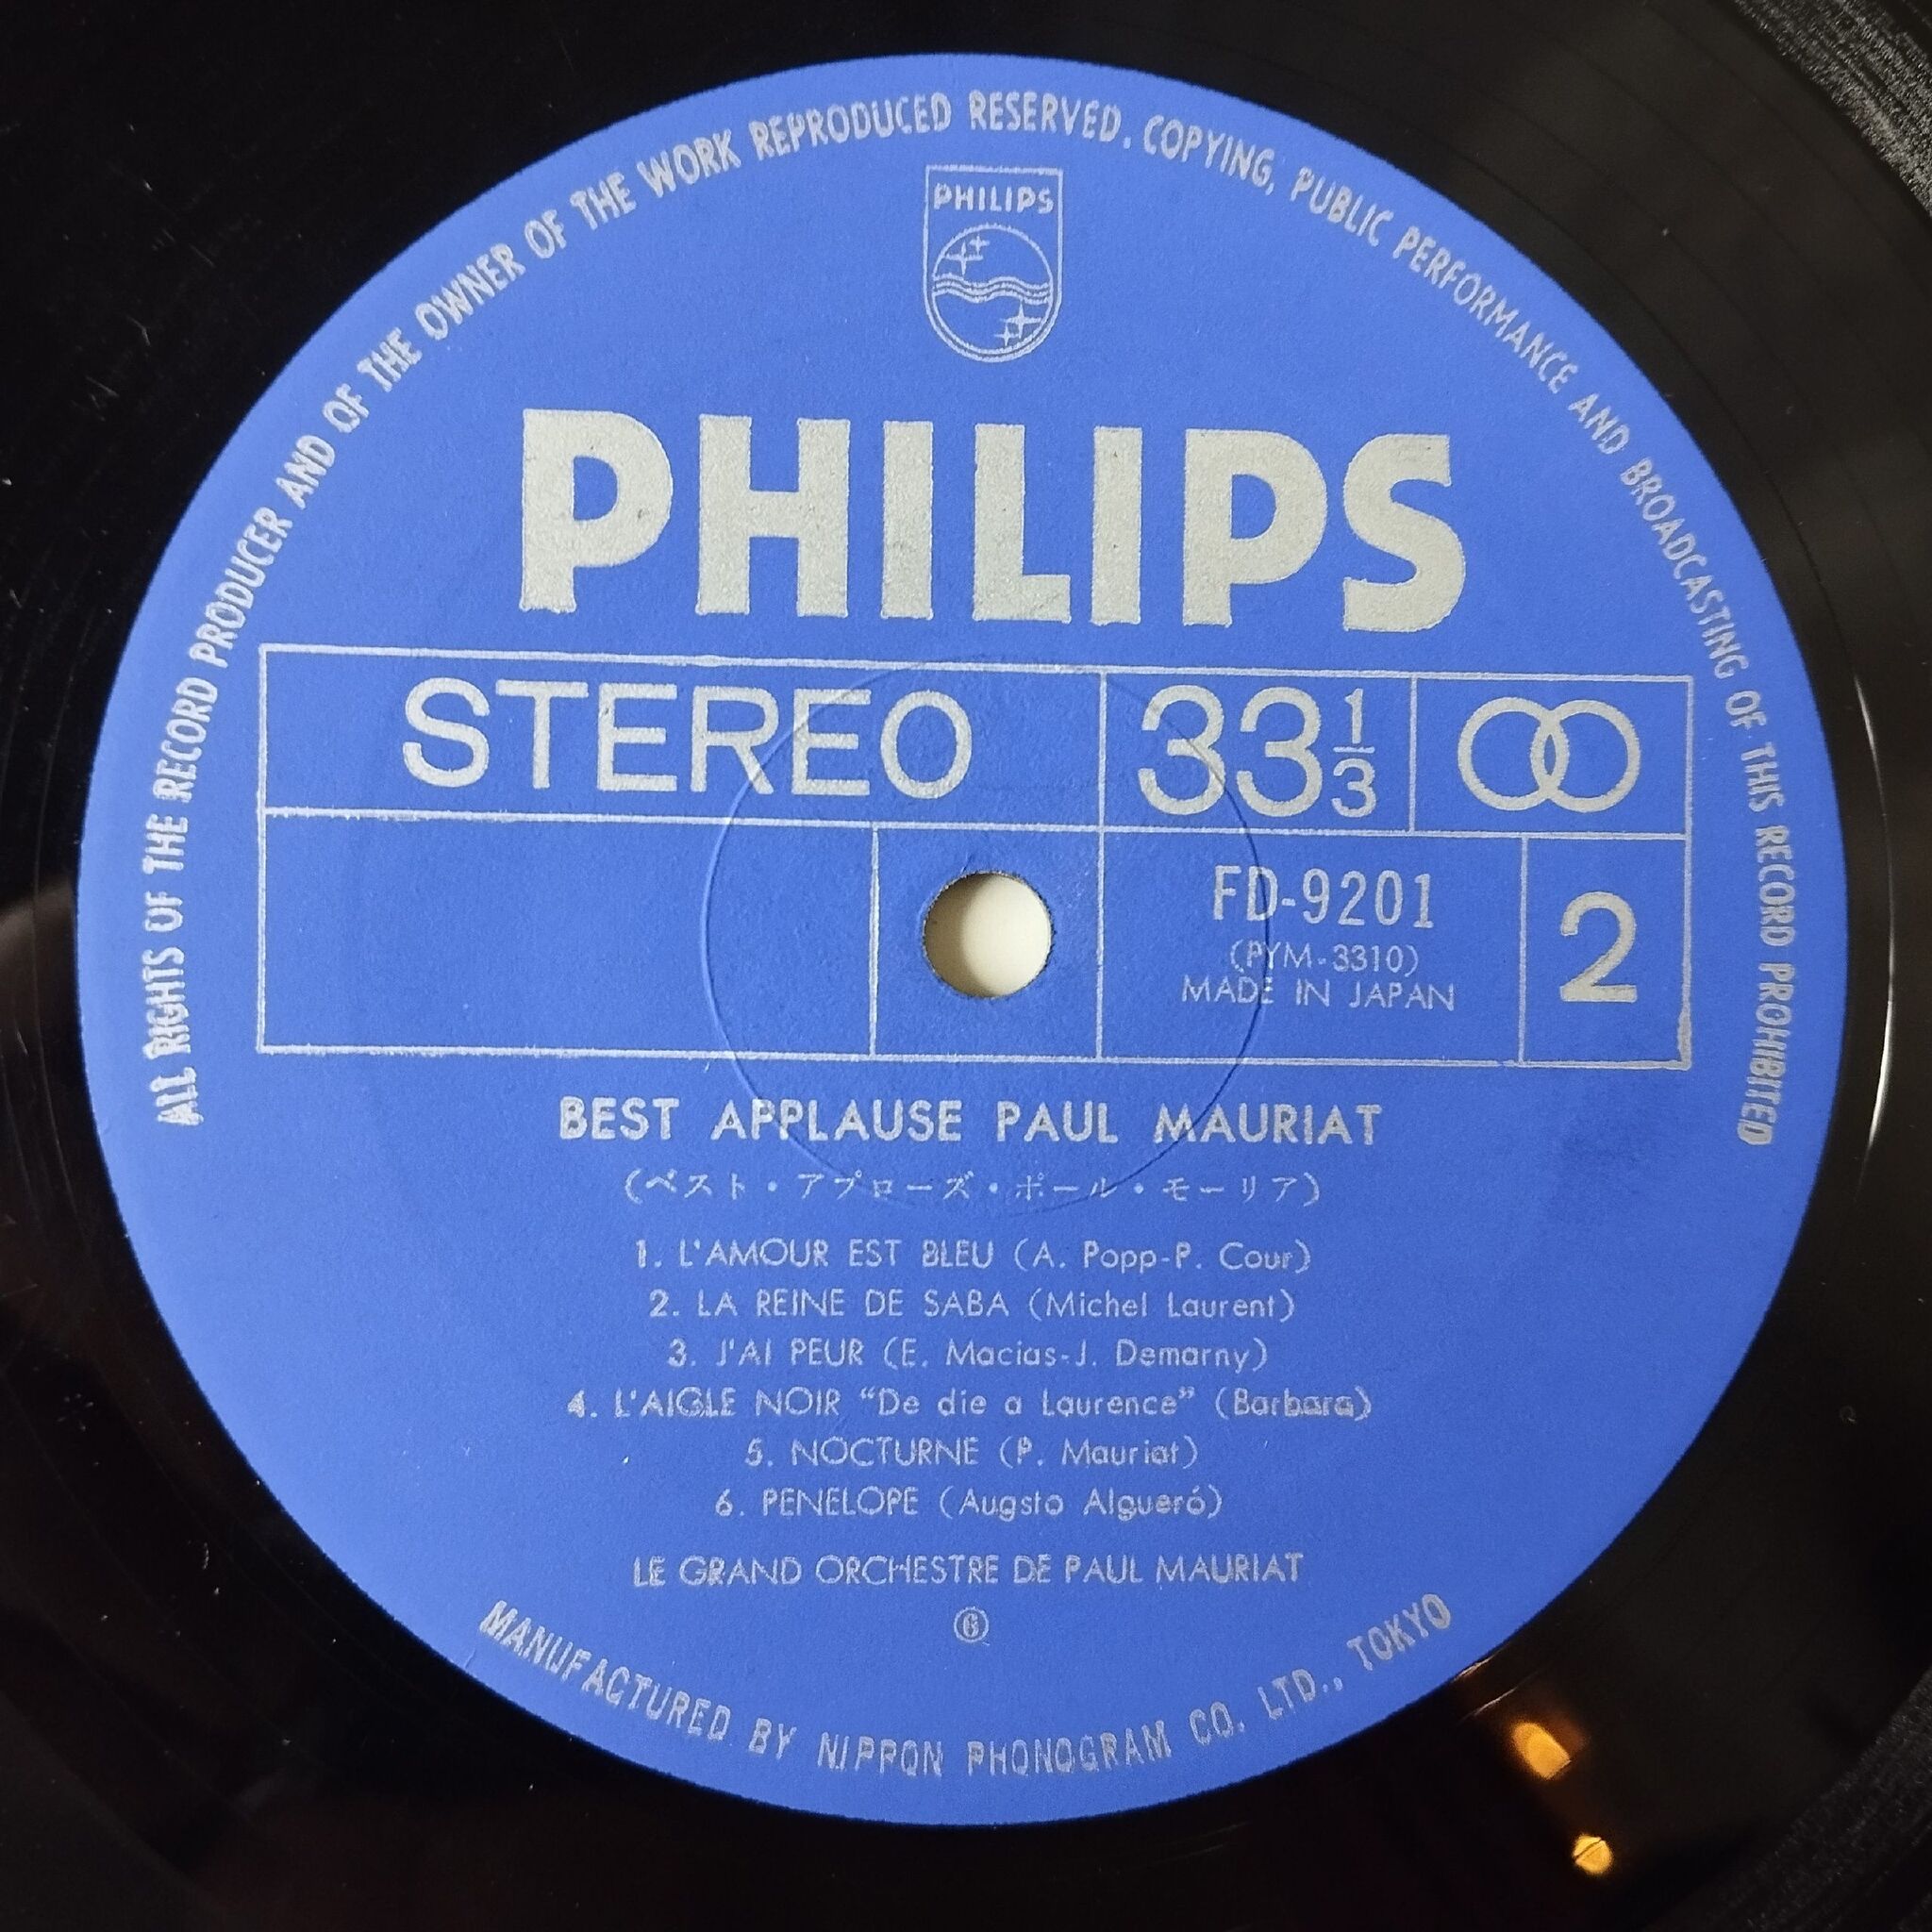 ALL RIGHTS OF THE RECORD PRODUCER AND OF THE OWNER OF THE WORK REPRODUCED RESERVED. COPYING, PUBLIC PERFORMANCE AND BROADCASTING OF THIS RECORD PROHIBITED
PHILIPS
PHILIPS
STEREO 33 1/3
FD-9201
(PYM-3310)
MADE IN JAPAN
2
BEST APPLAUSE PAUL MAURIAT
(ベスト・アプローズ・ポール・モーリア)
1. L'AMOUR EST BLEU (A. Popp-P. Cour)
2. LA REINE DE SABA (Michel Laurent)
3. J'AI PEUR (E. Macias-J. Demarny)
4. L'AIGLE NOIR “De die a Laurence” (Barbara)
5. NOCTURNE (P. Mauriat)
6. PENELOPE (Augsto Algueró)
LE GRAND ORCHESTRE DE PAUL MAURIAT
MANUFACTURED BY NIPPON PHONOGRAM CO. LTD., TOKYO